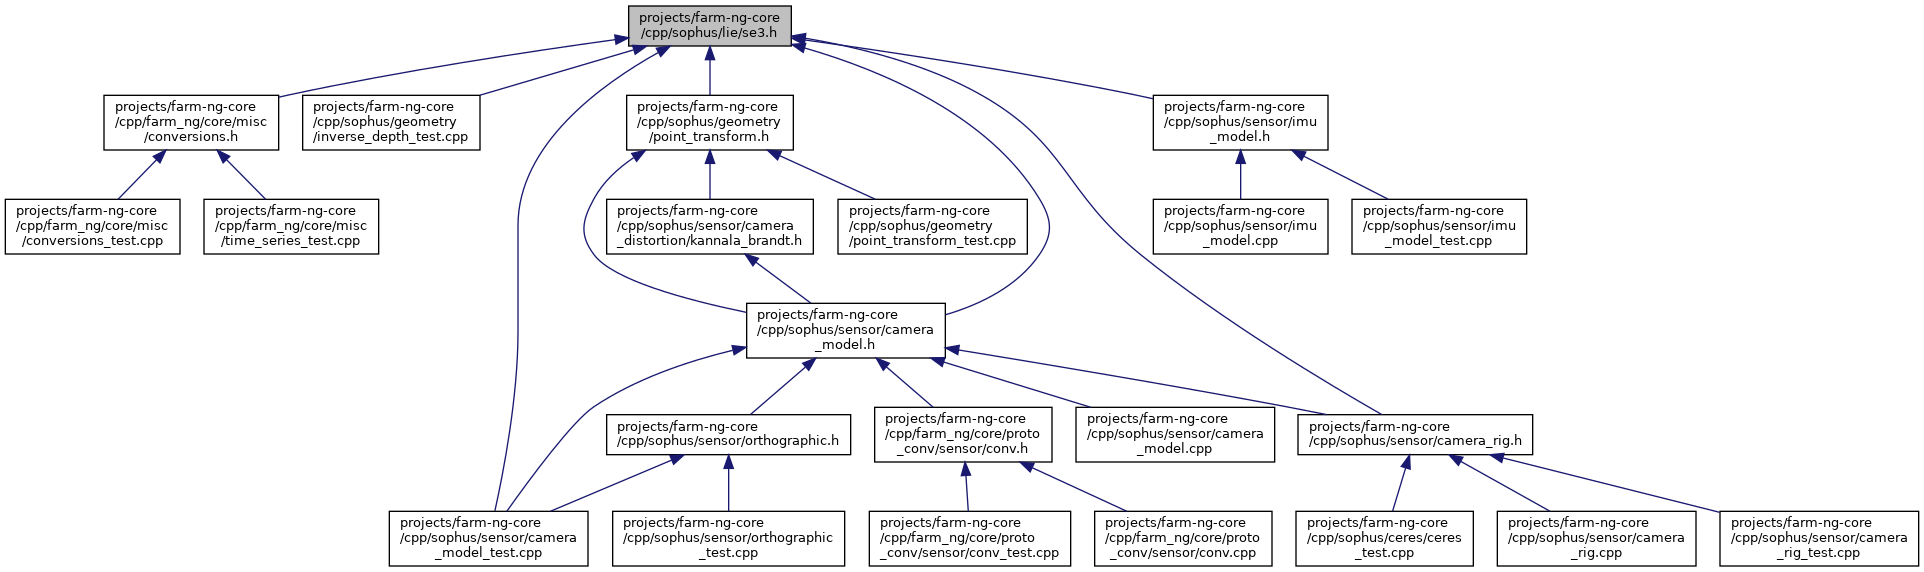 projects/farm-ng-core
/cpp/sophus/lie/se3.h
projects/farm-ng-core
/cpp/farm_ng/core/misc
/conversions.h
projects/farm-ng-core
/cpp/sophus/geometry
/inverse_depth_test.cpp
projects/farm-ng-core
/cpp/sophus/geometry
/point_transform.h
projects/farm-ng-core
/cpp/sophus/sensor/imu
_model.h
projects/farm-ng-core
/cpp/farm_ng/core/misc
/conversions_test.cpp
projects/farm-ng-core
/cpp/farm_ng/core/misc
/time_series_test.cpp
projects/farm-ng-core
/cpp/sophus/sensor/camera
_distortion/kannala_brandt.h
projects/farm-ng-core
/cpp/sophus/geometry
/point_transform_test.cpp
projects/farm-ng-core
/cpp/sophus/sensor/imu
_model.cpp
projects/farm-ng-core
/cpp/sophus/sensor/imu
_model_test.cpp
projects/farm-ng-core
/cpp/sophus/sensor/camera
_model.h
projects/farm-ng-core
/cpp/sophus/sensor/orthographic.h
projects/farm-ng-core
/cpp/farm_ng/core/proto
_conv/sensor/conv.h
projects/farm-ng-core
/cpp/sophus/sensor/camera
_model.cpp
projects/farm-ng-core
/cpp/sophus/sensor/camera_rig.h
projects/farm-ng-core
/cpp/sophus/sensor/camera
_model_test.cpp
projects/farm-ng-core
/cpp/sophus/sensor/orthographic
_test.cpp
projects/farm-ng-core
/cpp/farm_ng/core/proto
_conv/sensor/conv_test.cpp
projects/farm-ng-core
/cpp/farm_ng/core/proto
_conv/sensor/conv.cpp
projects/farm-ng-core
/cpp/sophus/ceres/ceres
_test.cpp
projects/farm-ng-core
/cpp/sophus/sensor/camera
_rig.cpp
projects/farm-ng-core
/cpp/sophus/sensor/camera
_rig_test.cpp